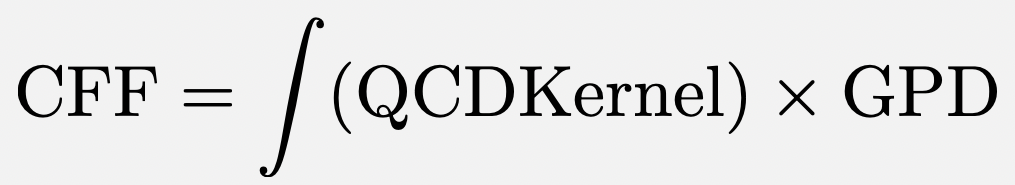 CFF = ∫(QCDKernel) × GPD